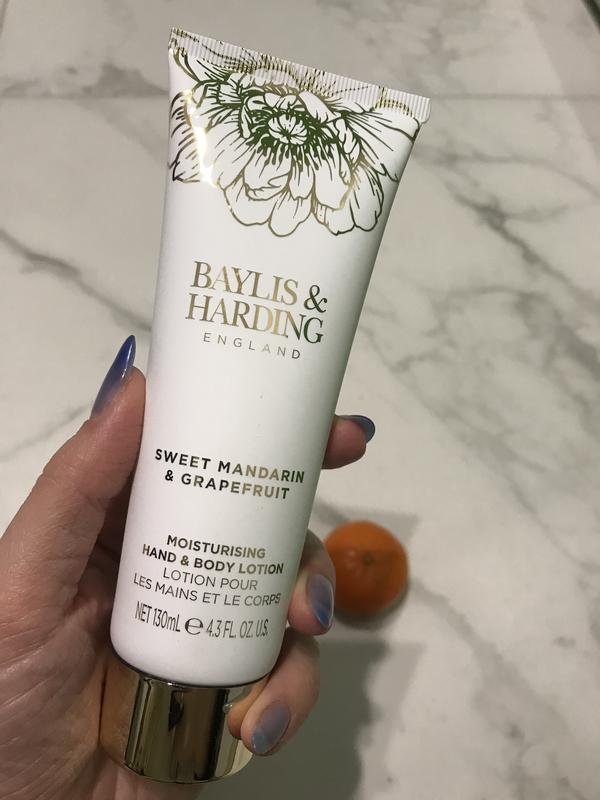 BAYLIS &
HARDING
ENGLAND
SWEET MANDARIN
& GRAPEFRUIT
MOISTURISING
HAND & BODY LOTION
LOTION POUR
LES MAINS ET LE CORPS
NET 130mL ℮ 4.3 FL. OZ. U.S.